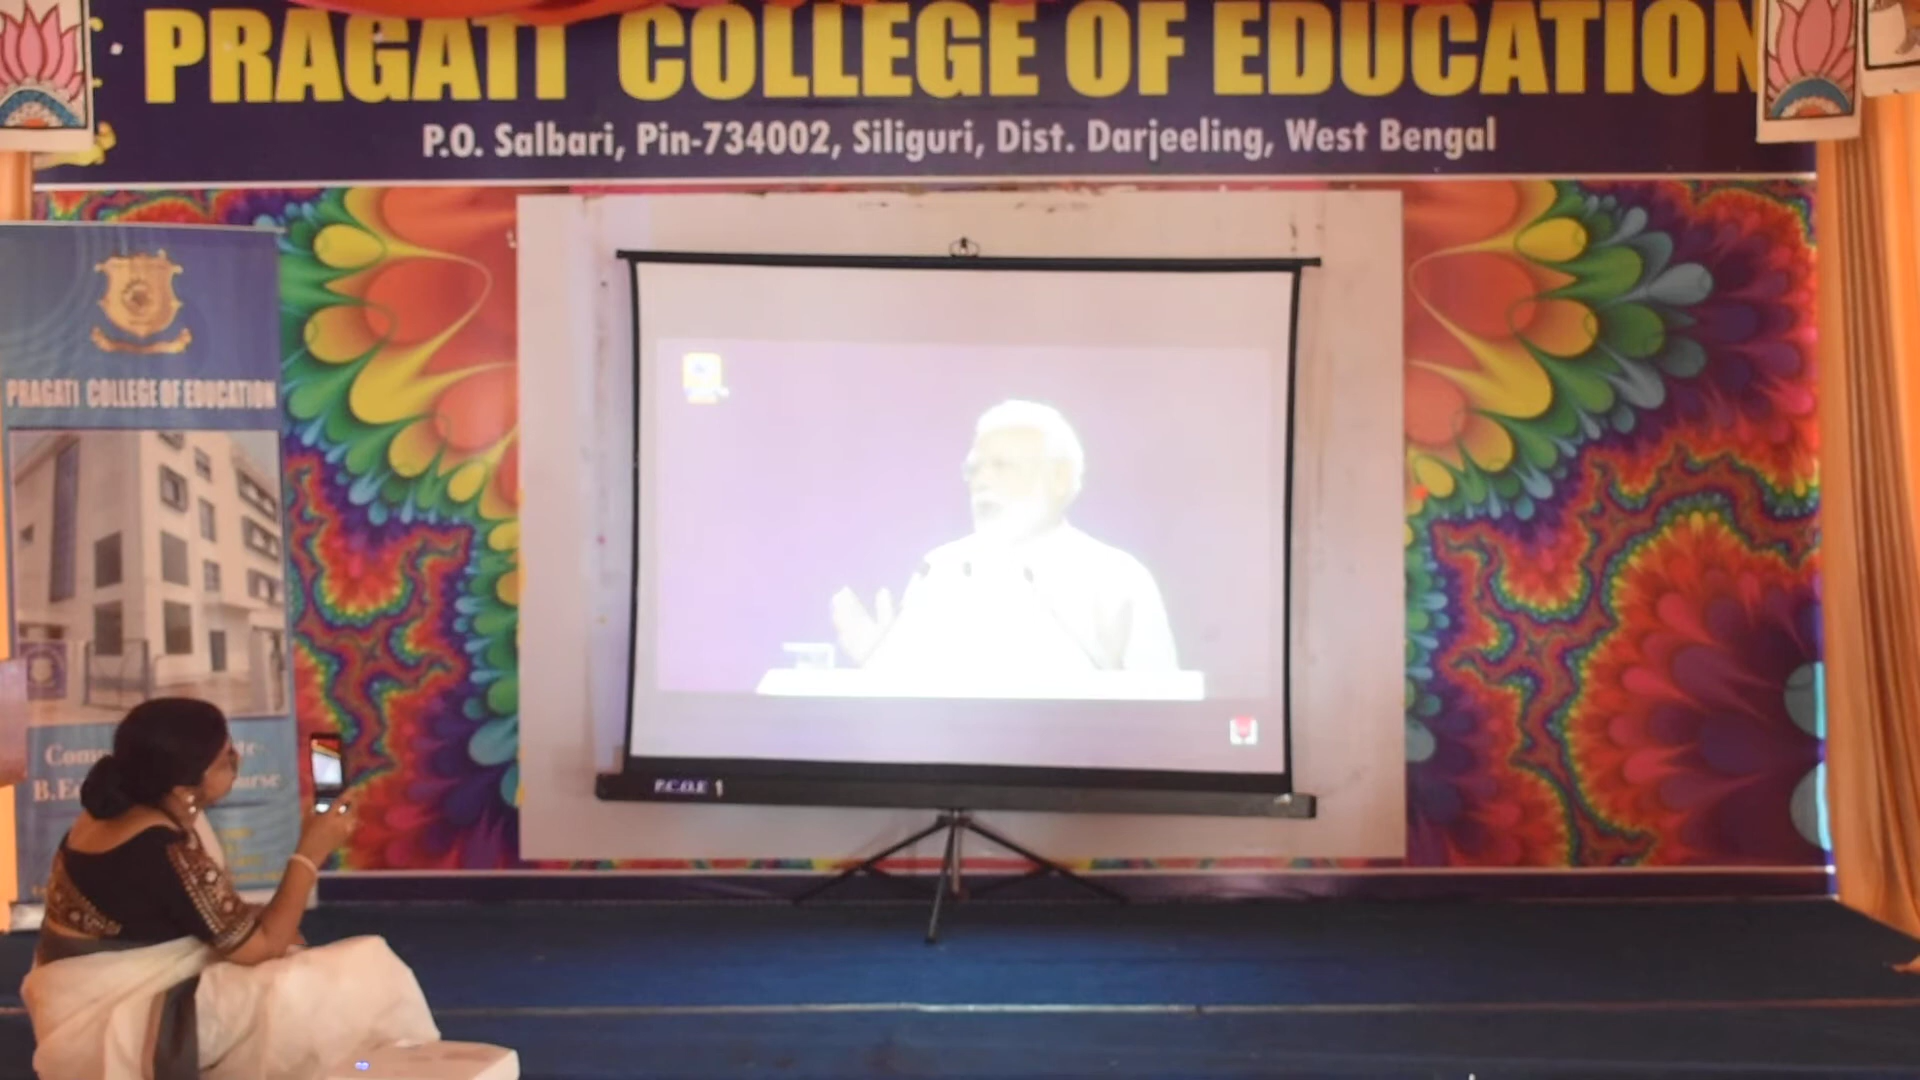 PRAGATI COLLEGE OF EDUCATION
P.O. Salbari, Pin-734002, Siliguri, Dist. Darjeeling, West Bengal
PRAGATI COLLEGE OF EDUCATION
P.C.O.E 1